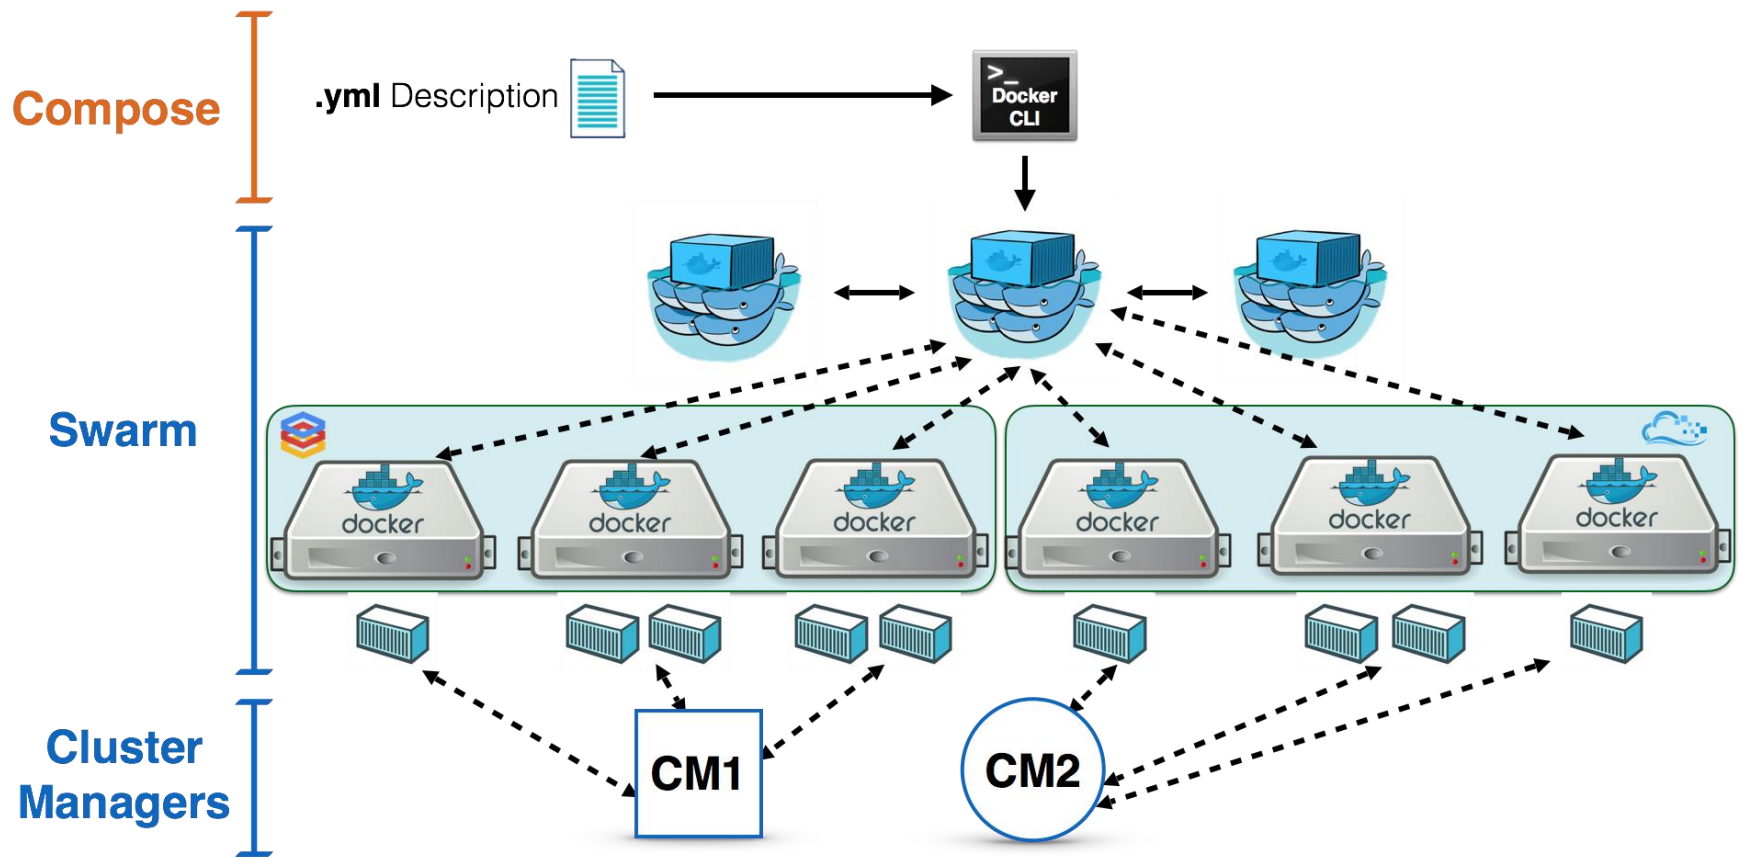 Compose
.yml Description
>_
Docker
CLI
Swarm
docker
docker
docker
docker
docker
docker
Cluster
Managers
CM1
CM2